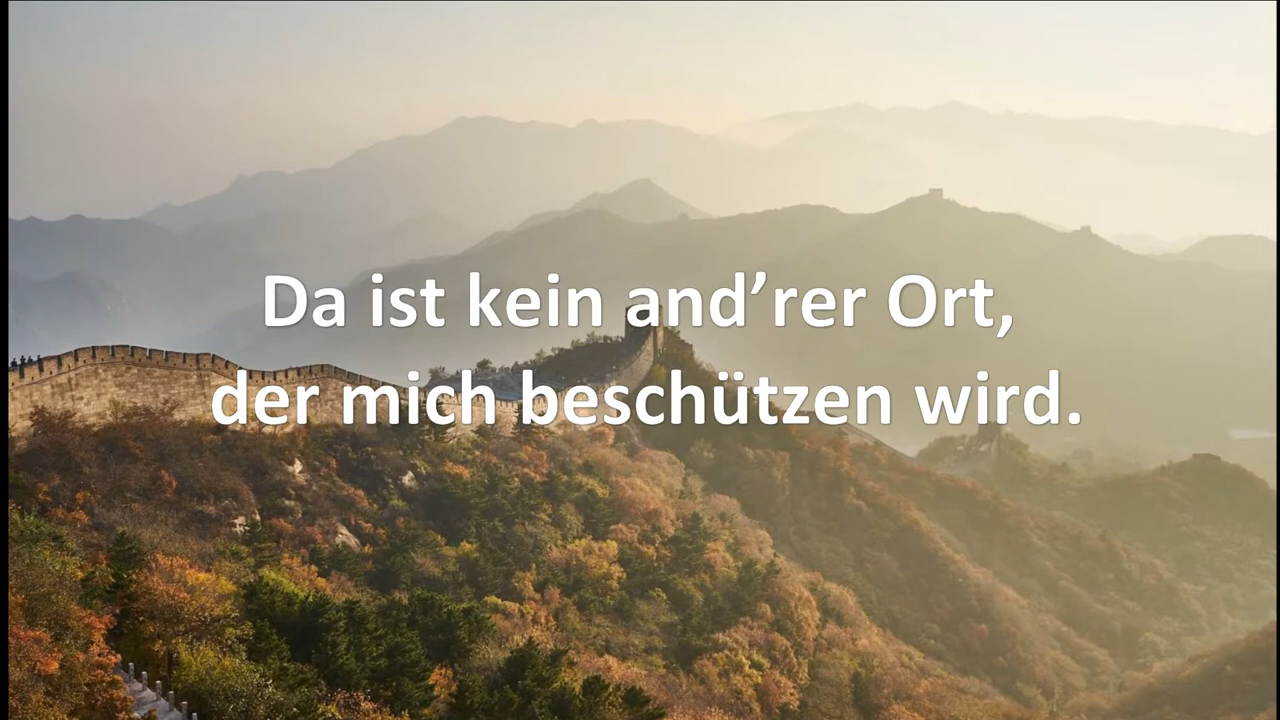 Da ist kein and’rer Ort,
der mich beschützen wird.